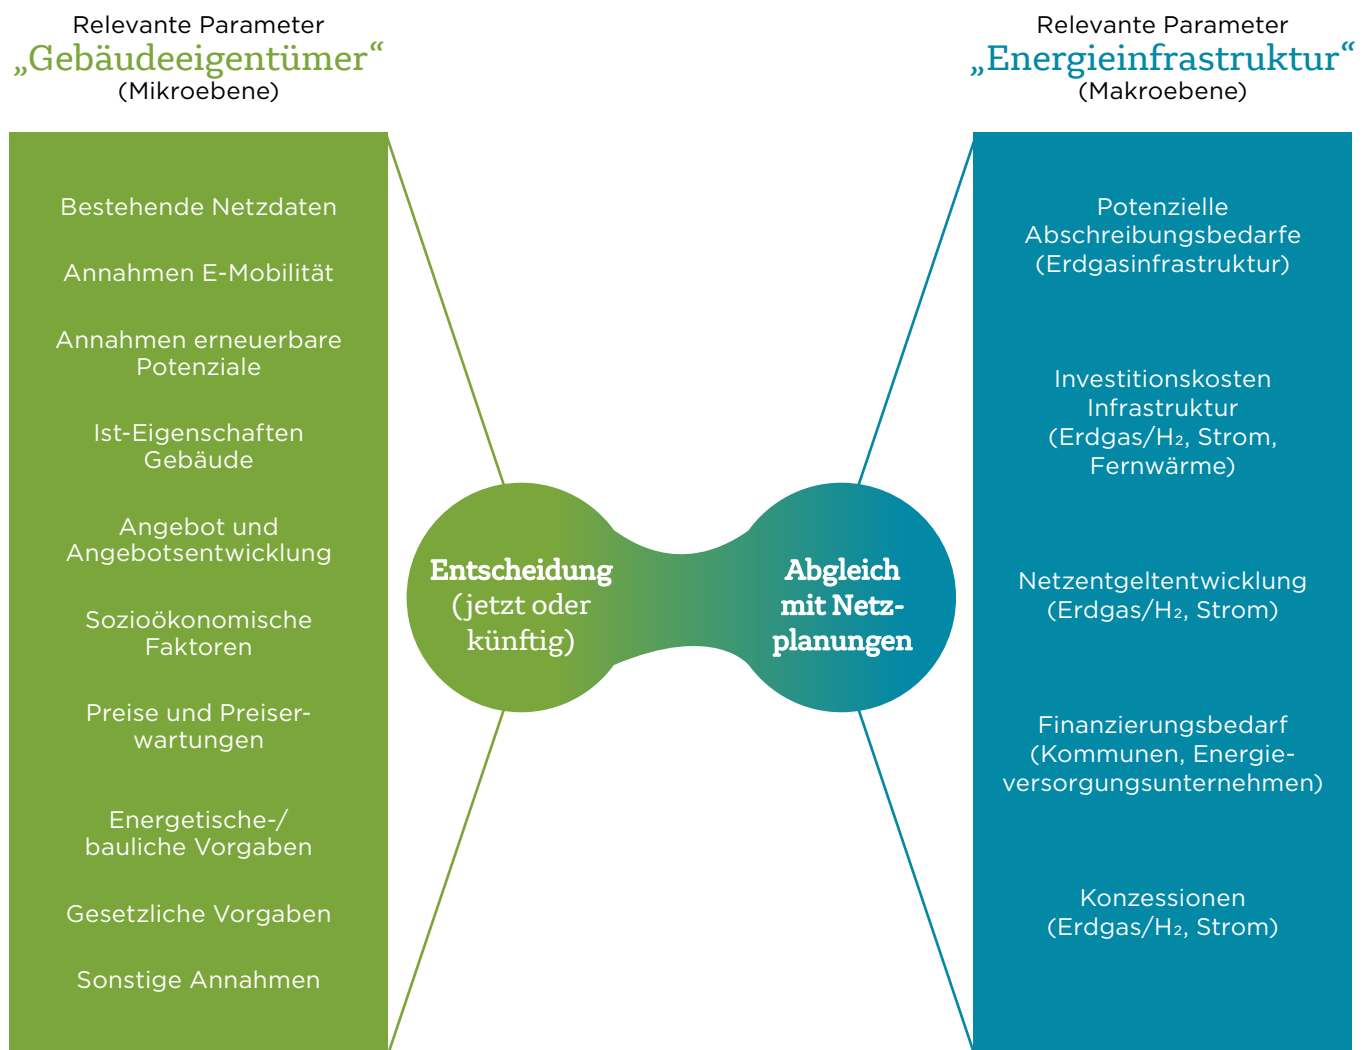 Relevante Parameter
„Gebäudeeigentümer“
(Mikroebene)
Bestehende Netzdaten
Annahmen E-Mobilität
Annahmen erneuerbare
Potenziale
Ist-Eigenschaften
Gebäude
Angebot und
Angebotsentwicklung
Sozioökonomische
Faktoren
Preise und Preiser-
wartungen
Energetische-/
bauliche Vorgaben
Gesetzliche Vorgaben
Sonstige Annahmen
Entscheidung
(jetzt oder
künftig)
Abgleich
mit Netz-
planungen
Relevante Parameter
„Energieinfrastruktur“
(Makroebene)
Potenzielle
Abschreibungsbedarfe
(Erdgasinfrastruktur)
Investitionskosten
Infrastruktur
(Erdgas/H₂, Strom,
Fernwärme)
Netzentgeltentwicklung
(Erdgas/H₂, Strom)
Finanzierungsbedarf
(Kommunen, Energie-
versorgungsunternehmen)
Konzessionen
(Erdgas/H₂, Strom)